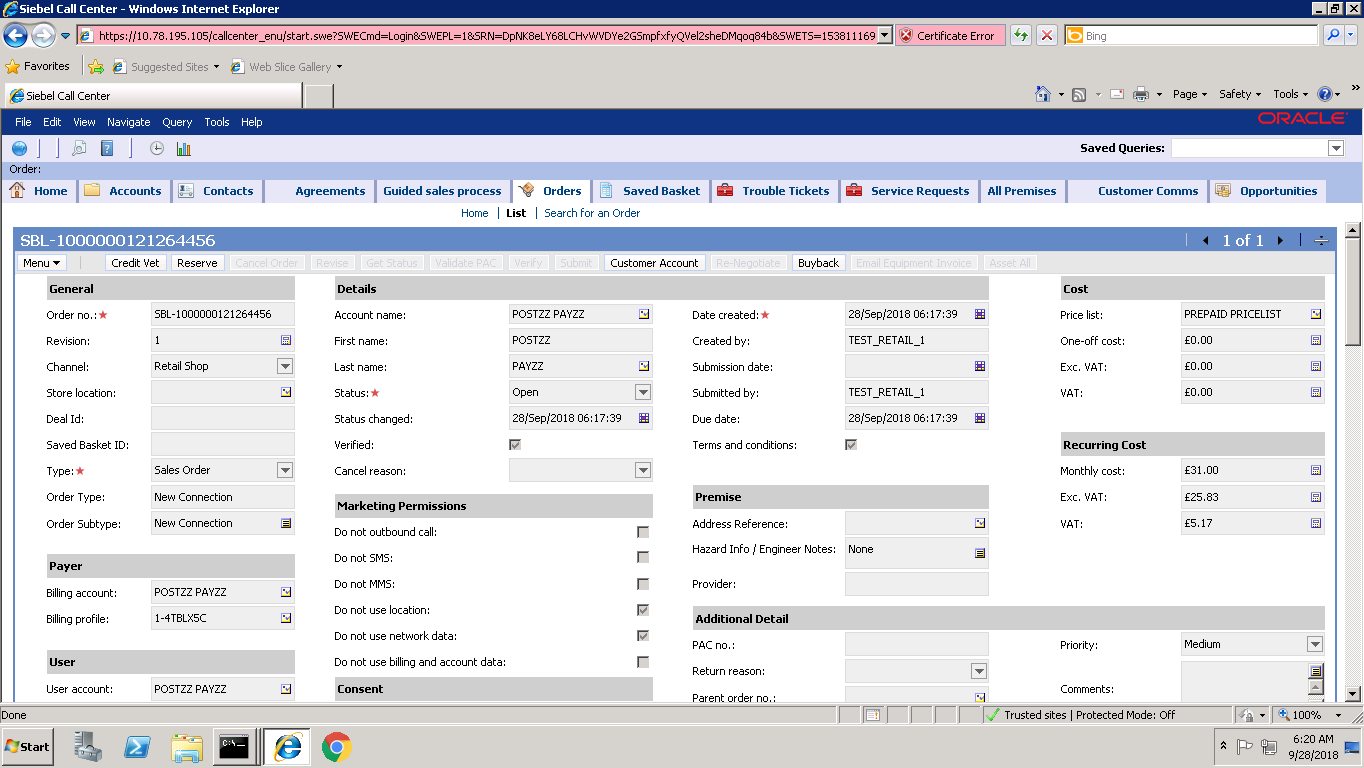 Siebel Call Center - Windows Internet Explorer
https://10.78.195.105/callcenter_enu/start.swe?SWECmd=Login&SWEPL=1&SRN=DpNK8eLY68LCHvWVDYe2GSmpfxfyQVel2sheDMqoq84b&SWETS=153811169 Certificate Error Bing
Favorites Suggested Sites Web Slice Gallery
Siebel Call Center Page Safety Tools
File Edit View Navigate Query Tools Help ORACLE
Saved Queries:
Order:
Home Accounts Contacts Agreements Guided sales process Orders Saved Basket Trouble Tickets Service Requests All Premises Customer Comms Opportunities
Home List Search for an Order
SBL-1000000121264456 1 of 1
Menu Credit Vet Reserve Cancel Order Revise Get Status Validate PAC Verify Submit Customer Account Re-Negotiate Buyback Email Equipment Invoice Asset All
General Details Cost
Order no.: SBL-1000000121264456 Account name: POSTZZ PAYZZ Date created: 28/Sep/2018 06:17:39 Price list: PREPAID PRICELIST
Revision: 1 First name: POSTZZ Created by: TEST_RETAIL_1 One-off cost: £0.00
Channel: Retail Shop Last name: PAYZZ Submission date: Exc. VAT: £0.00
Store location: Status: Open Submitted by: TEST_RETAIL_1 VAT: £0.00
Deal Id: Status changed: 28/Sep/2018 06:17:39 Due date: 28/Sep/2018 06:17:39
Saved Basket ID: Verified: Terms and conditions: Recurring Cost
Type: Sales Order Cancel reason: Monthly cost: £31.00
Order Type: New Connection Marketing Permissions Premise Exc. VAT: £25.83
Order Subtype: New Connection Do not outbound call: Address Reference: VAT: £5.17
Do not SMS: Hazard Info / Engineer Notes: None
Payer Do not MMS: Provider:
Billing account: POSTZZ PAYZZ Do not use location:
Billing profile: 1-4TBLX5C Do not use network data: Additional Detail
User Do not use billing and account data: PAC no.: Priority: Medium
Return reason:
User account: POSTZZ PAYZZ Consent Parent order no.: Comments:
Done Trusted sites | Protected Mode: Off 100%
Start C:\. 6:20 AM
9/28/2018